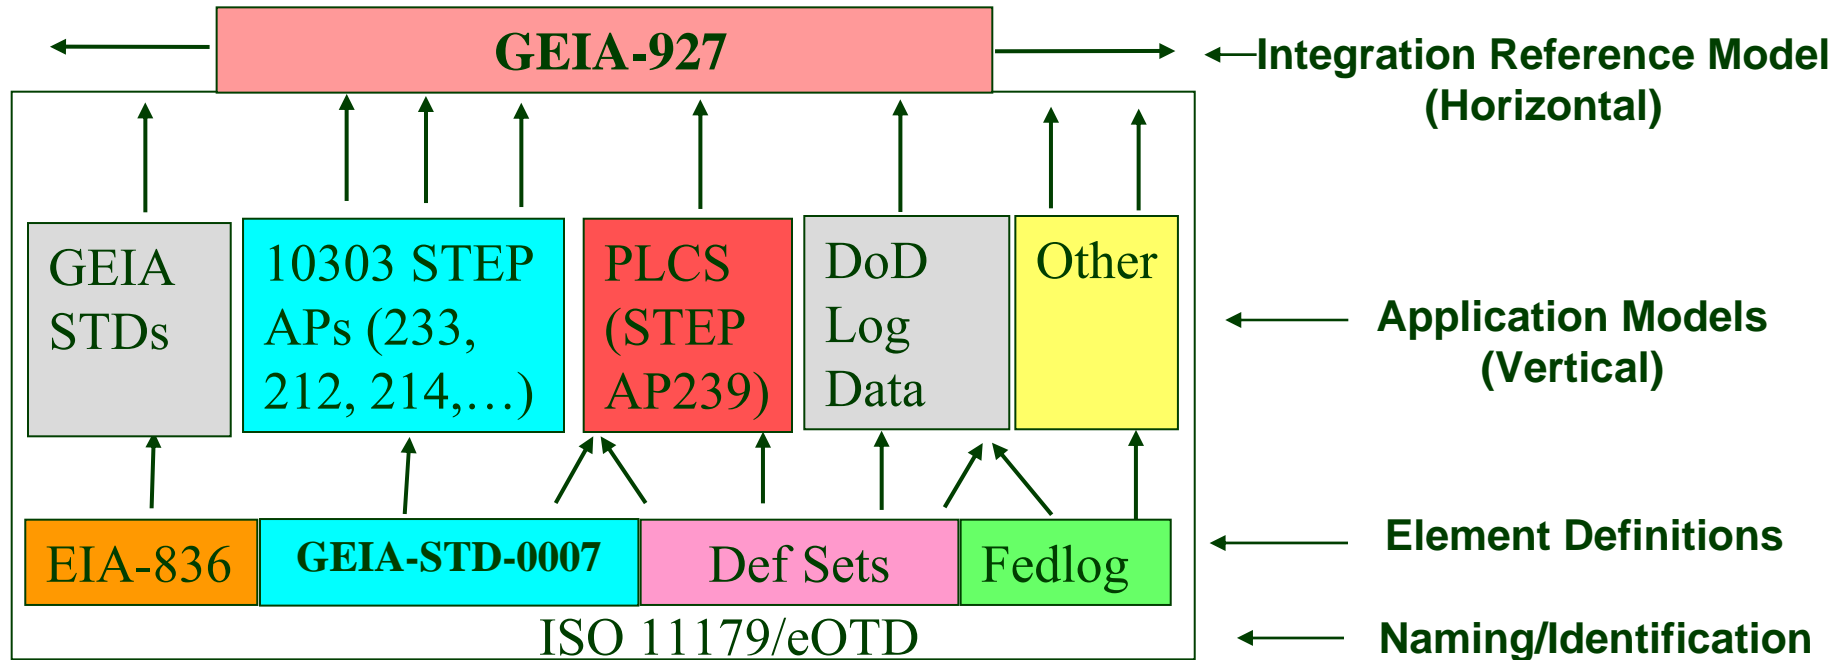 GEIA-927
Integration Reference Model
(Horizontal)
GEIA
STDs
10303 STEP
APs (233,
212, 214,...)
PLCS
(STEP
AP239)
DoD
Log
Data
Other
Application Models
(Vertical)
EIA-836
GEIA-STD-0007
Def Sets
Fedlog
Element Definitions
ISO 11179/eOTD
Naming/Identification